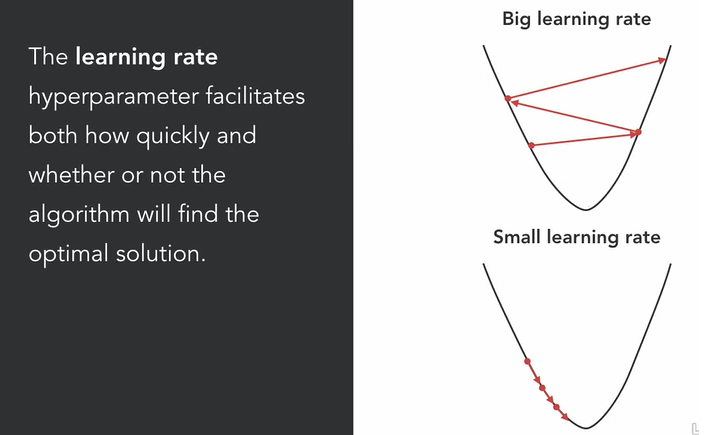 The learning rate
hyperparameter facilitates
both how quickly and
whether or not the
algorithm will find the
optimal solution.
Big learning rate
Small learning rate